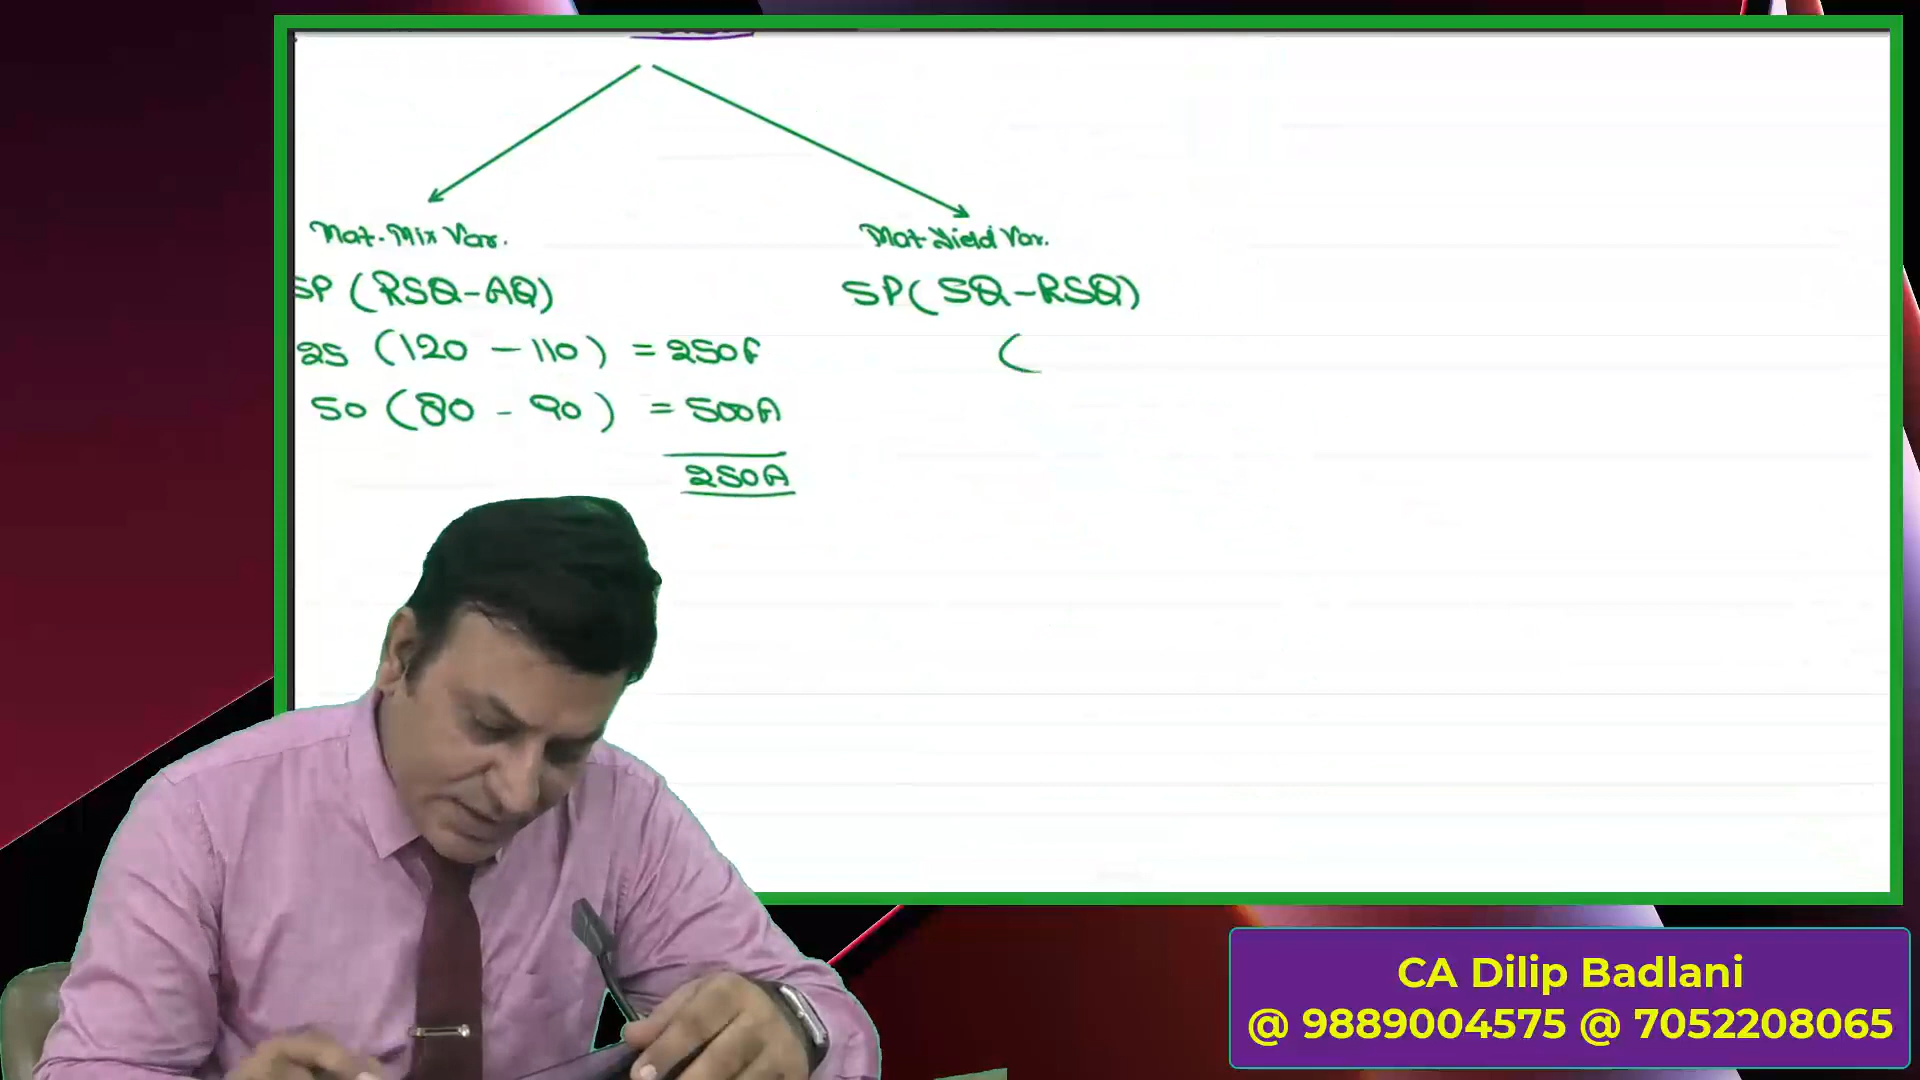 Mat. Mix Var.
SP (RSQ-AQ)
25 (120 - 110) = 250F
50 (80 - 90) = 500A
250A
Mat Yield Var.
SP(SQ-RSQ)
(
CA Dilip Badlani
@ 9889004575 @ 7052208065